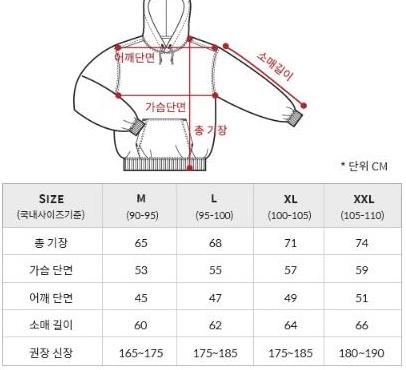 어깨단면
소매길이
가슴단면
총 기장
* 단위 CM
SIZE M L XL XXL
(국내사이즈기준) (90-95) (95-100) (100-105) (105-110)
총 기장 65 68 71 74
가슴 단면 53 55 57 59
어깨 단면 45 47 49 51
소매 길이 60 62 64 66
권장 신장 165~175 175~185 175~185 180~190